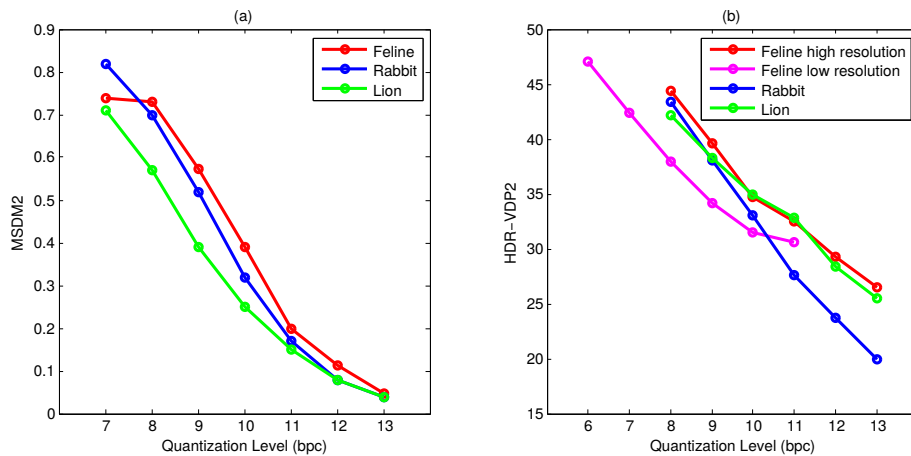 (a)
MSDM2
0.9
0.8
0.7
0.6
0.5
0.4
0.3
0.2
0.1
0
7 8 9 10 11 12 13
Quantization Level (bpc)
Feline
Rabbit
Lion
(b)
HDR-VDP2
50
45
40
35
30
25
20
15
6 7 8 9 10 11 12 13
Quantization Level (bpc)
Feline high resolution
Feline low resolution
Rabbit
Lion